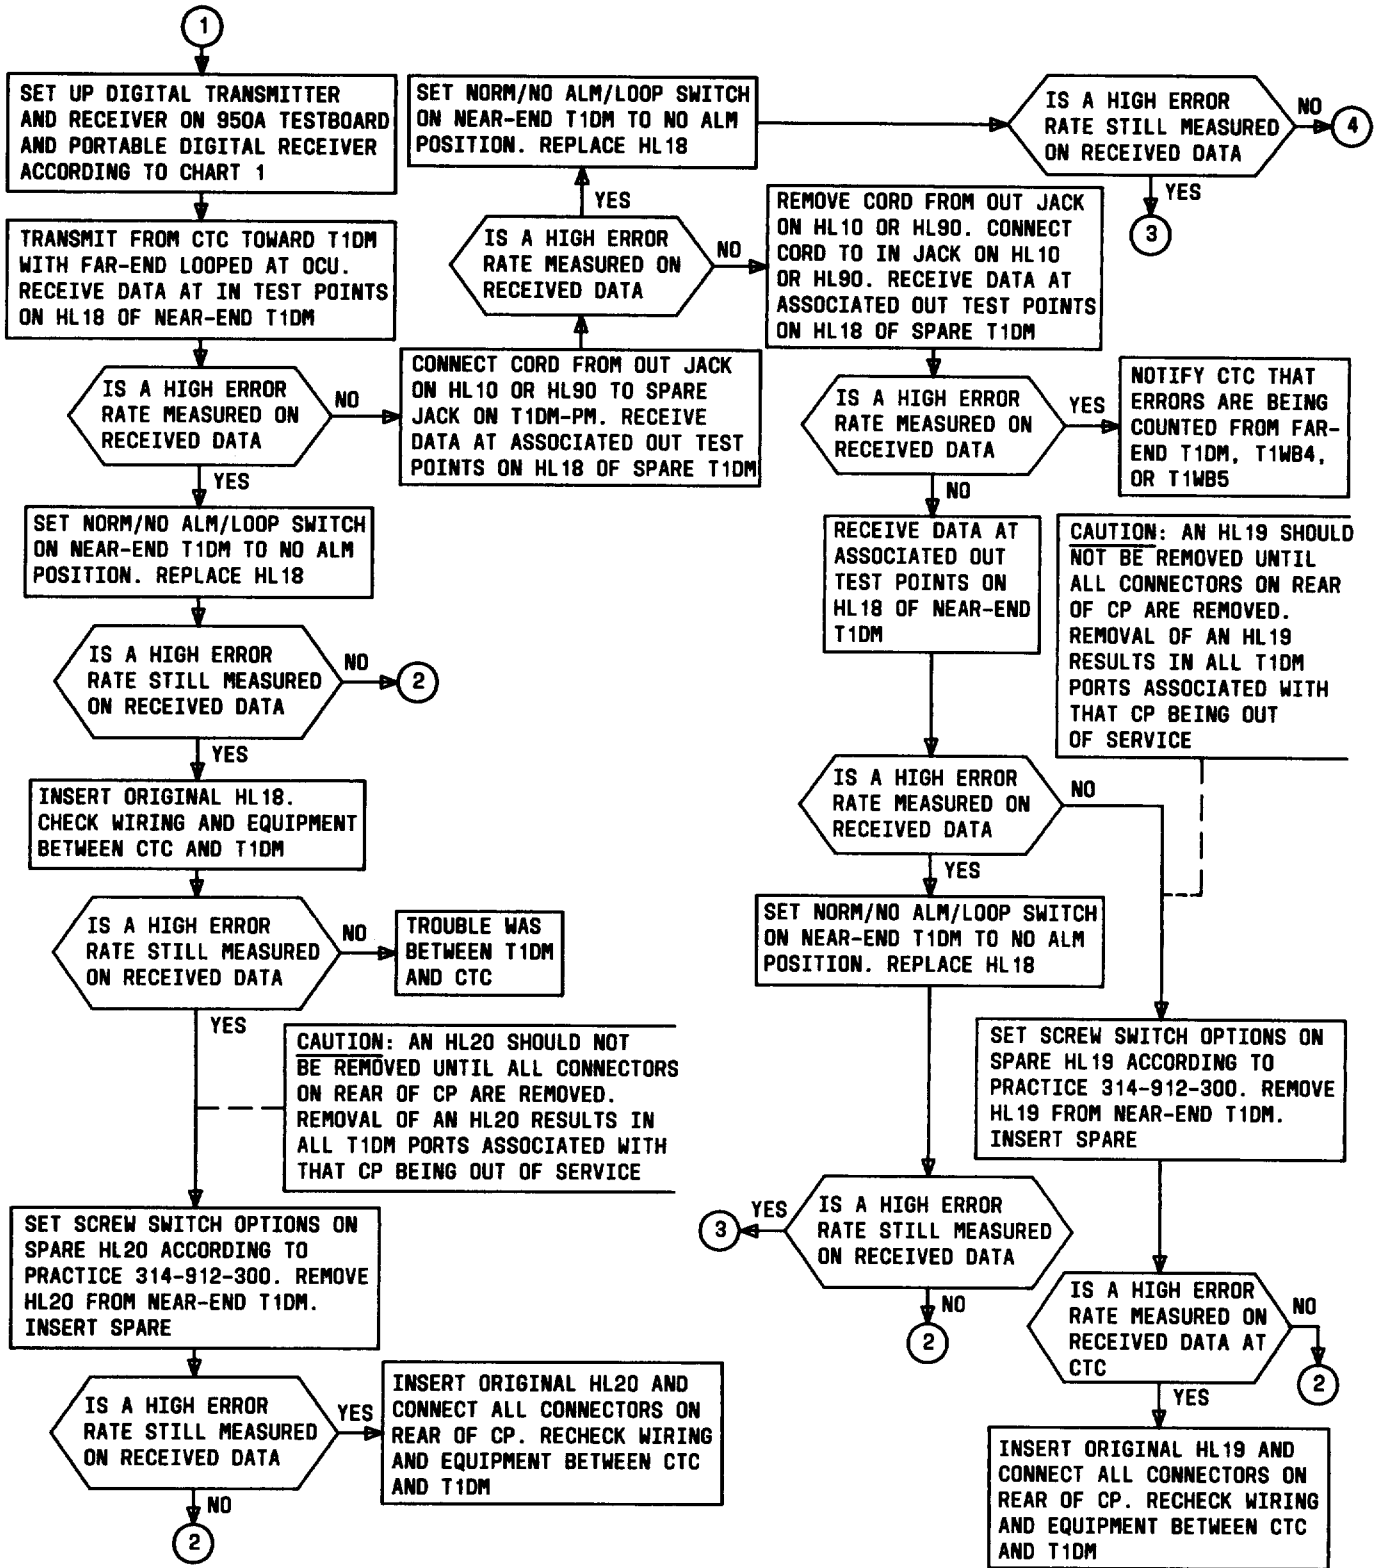 1
SET UP DIGITAL TRANSMITTER
AND RECEIVER ON 950A TESTBOARD
AND PORTABLE DIGITAL RECEIVER
ACCORDING TO CHART 1
TRANSMIT FROM CTC TOWARD T1DM
WITH FAR-END LOOPED AT OCU.
RECEIVE DATA AT IN TEST POINTS
ON HL18 OF NEAR-END T1DM
IS A HIGH ERROR
RATE MEASURED ON
RECEIVED DATA
NO
YES
SET NORM/NO ALM/LOOP SWITCH
ON NEAR-END T1DM TO NO ALM
POSITION. REPLACE HL18
IS A HIGH ERROR
RATE STILL MEASURED
ON RECEIVED DATA
NO
2
YES
INSERT ORIGINAL HL18.
CHECK WIRING AND EQUIPMENT
BETWEEN CTC AND T1DM
IS A HIGH ERROR
RATE STILL MEASURED
ON RECEIVED DATA
NO
TROUBLE WAS
BETWEEN T1DM
AND CTC
YES
CAUTION: AN HL20 SHOULD NOT
BE REMOVED UNTIL ALL CONNECTORS
ON REAR OF CP ARE REMOVED.
REMOVAL OF AN HL20 RESULTS IN
ALL T1DM PORTS ASSOCIATED WITH
THAT CP BEING OUT OF SERVICE
SET SCREW SWITCH OPTIONS ON
SPARE HL20 ACCORDING TO
PRACTICE 314-912-300. REMOVE
HL20 FROM NEAR-END T1DM.
INSERT SPARE
IS A HIGH ERROR
RATE STILL MEASURED
ON RECEIVED DATA
YES
INSERT ORIGINAL HL20 AND
CONNECT ALL CONNECTORS ON
REAR OF CP. RECHECK WIRING
AND EQUIPMENT BETWEEN CTC
AND T1DM
NO
2
CONNECT CORD FROM OUT JACK
ON HL10 OR HL90 TO SPARE
JACK ON T1DM-PM. RECEIVE
DATA AT ASSOCIATED OUT TEST
POINTS ON HL18 OF SPARE T1DM
IS A HIGH ERROR
RATE MEASURED ON
RECEIVED DATA
YES
NO
SET NORM/NO ALM/LOOP SWITCH
ON NEAR-END T1DM TO NO ALM
POSITION. REPLACE HL18
IS A HIGH ERROR
RATE STILL MEASURED
ON RECEIVED DATA
NO
4
YES
3
REMOVE CORD FROM OUT JACK
ON HL10 OR HL90. CONNECT
CORD TO IN JACK ON HL10
OR HL90. RECEIVE DATA AT
ASSOCIATED OUT TEST POINTS
ON HL18 OF SPARE T1DM
IS A HIGH ERROR
RATE MEASURED ON
RECEIVED DATA
YES
NOTIFY CTC THAT
ERRORS ARE BEING
COUNTED FROM FAR-
END T1DM, T1WB4,
OR T1WB5
NO
RECEIVE DATA AT
ASSOCIATED OUT
TEST POINTS ON
HL18 OF NEAR-END
T1DM
CAUTION: AN HL19 SHOULD
NOT BE REMOVED UNTIL
ALL CONNECTORS ON REAR
OF CP ARE REMOVED.
REMOVAL OF AN HL19
RESULTS IN ALL T1DM
PORTS ASSOCIATED WITH
THAT CP BEING OUT
OF SERVICE
IS A HIGH ERROR
RATE MEASURED ON
RECEIVED DATA
NO
YES
SET NORM/NO ALM/LOOP SWITCH
ON NEAR-END T1DM TO NO ALM
POSITION. REPLACE HL18
IS A HIGH ERROR
RATE STILL MEASURED
ON RECEIVED DATA
YES
3
NO
2
SET SCREW SWITCH OPTIONS ON
SPARE HL19 ACCORDING TO
PRACTICE 314-912-300. REMOVE
HL19 FROM NEAR-END T1DM.
INSERT SPARE
IS A HIGH ERROR
RATE MEASURED ON
RECEIVED DATA AT
CTC
NO
2
YES
INSERT ORIGINAL HL19 AND
CONNECT ALL CONNECTORS ON
REAR OF CP. RECHECK WIRING
AND EQUIPMENT BETWEEN CTC
AND T1DM